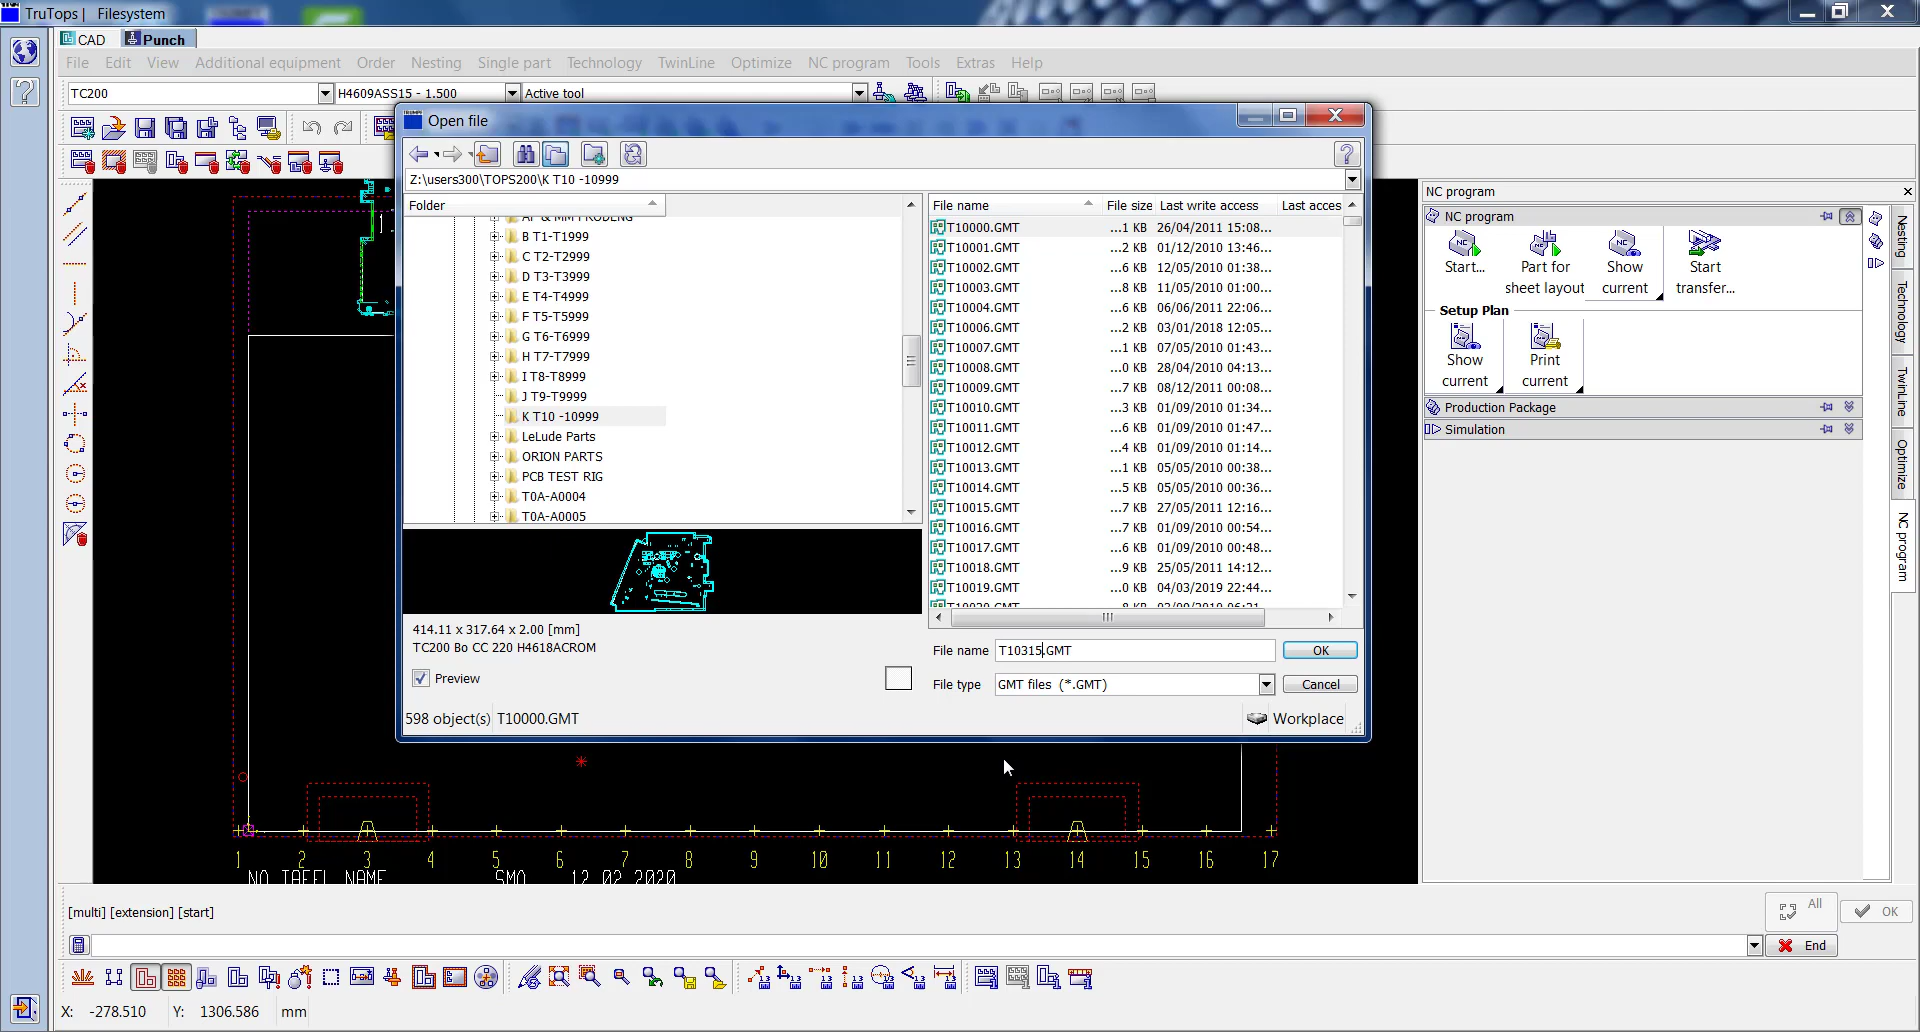 TruTops Filesystem
CAD Punch
File Edit View Additional equipment Order Nesting Single part Technology TwinLine Optimize NC program Tools Extras Help
TC200 H4609ASS15 - 1.500 Active tool
Open file
Z:\users300\TOPS200\K T10 -10999
Folder
B T1-T1999
C T2-T2999
D T3-T3999
E T4-T4999
F T5-T5999
G T6-T6999
H T7-T7999
I T8-T8999
J T9-T9999
K T10 -10999
LeLude Parts
ORION PARTS
PCB TEST RIG
T0A-A0004
T0A-A0005
File name File size Last write access Last acces
T10000.GMT ...1 KB 26/04/2011 15:08...
T10001.GMT ...2 KB 01/12/2010 13:46...
T10002.GMT ...6 KB 12/05/2010 01:38...
T10003.GMT ...8 KB 11/05/2010 01:00...
T10004.GMT ...6 KB 06/06/2011 22:06...
T10006.GMT ...2 KB 03/01/2018 12:05...
T10007.GMT ...1 KB 07/05/2010 01:43...
T10008.GMT ...0 KB 28/04/2010 04:13...
T10009.GMT ...7 KB 08/12/2011 00:08...
T10010.GMT ...3 KB 01/09/2010 01:34...
T10011.GMT ...6 KB 01/09/2010 01:47...
T10012.GMT ...4 KB 01/09/2010 01:14...
T10013.GMT ...1 KB 05/05/2010 00:38...
T10014.GMT ...5 KB 05/05/2010 00:36...
T10015.GMT ...7 KB 27/05/2011 12:16...
T10016.GMT ...7 KB 01/09/2010 00:54...
T10017.GMT ...6 KB 01/09/2010 00:48...
T10018.GMT ...9 KB 25/05/2011 14:12...
T10019.GMT ...0 KB 04/03/2019 22:44...
414.11 x 317.64 x 2.00 [mm]
TC200 Bo CC 220 H4618ACROM
Preview
File name T10315.GMT OK
File type GMT files (*.GMT) Cancel
598 object(s) T10000.GMT Workplace
NC program
NC program
Start...
Part for sheet layout
Show current
Start transfer...
Setup Plan
Show current
Print current
Production Package
Simulation
Nesting
Technology
TwinLine
Optimize
NC program
1 2 3 4 5 6 7 8 9 10 11 12 13 14 15 16 17
NO TAFEL NAME SMO 12.02.2020
[multi] [extension] [start]
All OK
End
X: -278.510 Y: 1306.586 mm